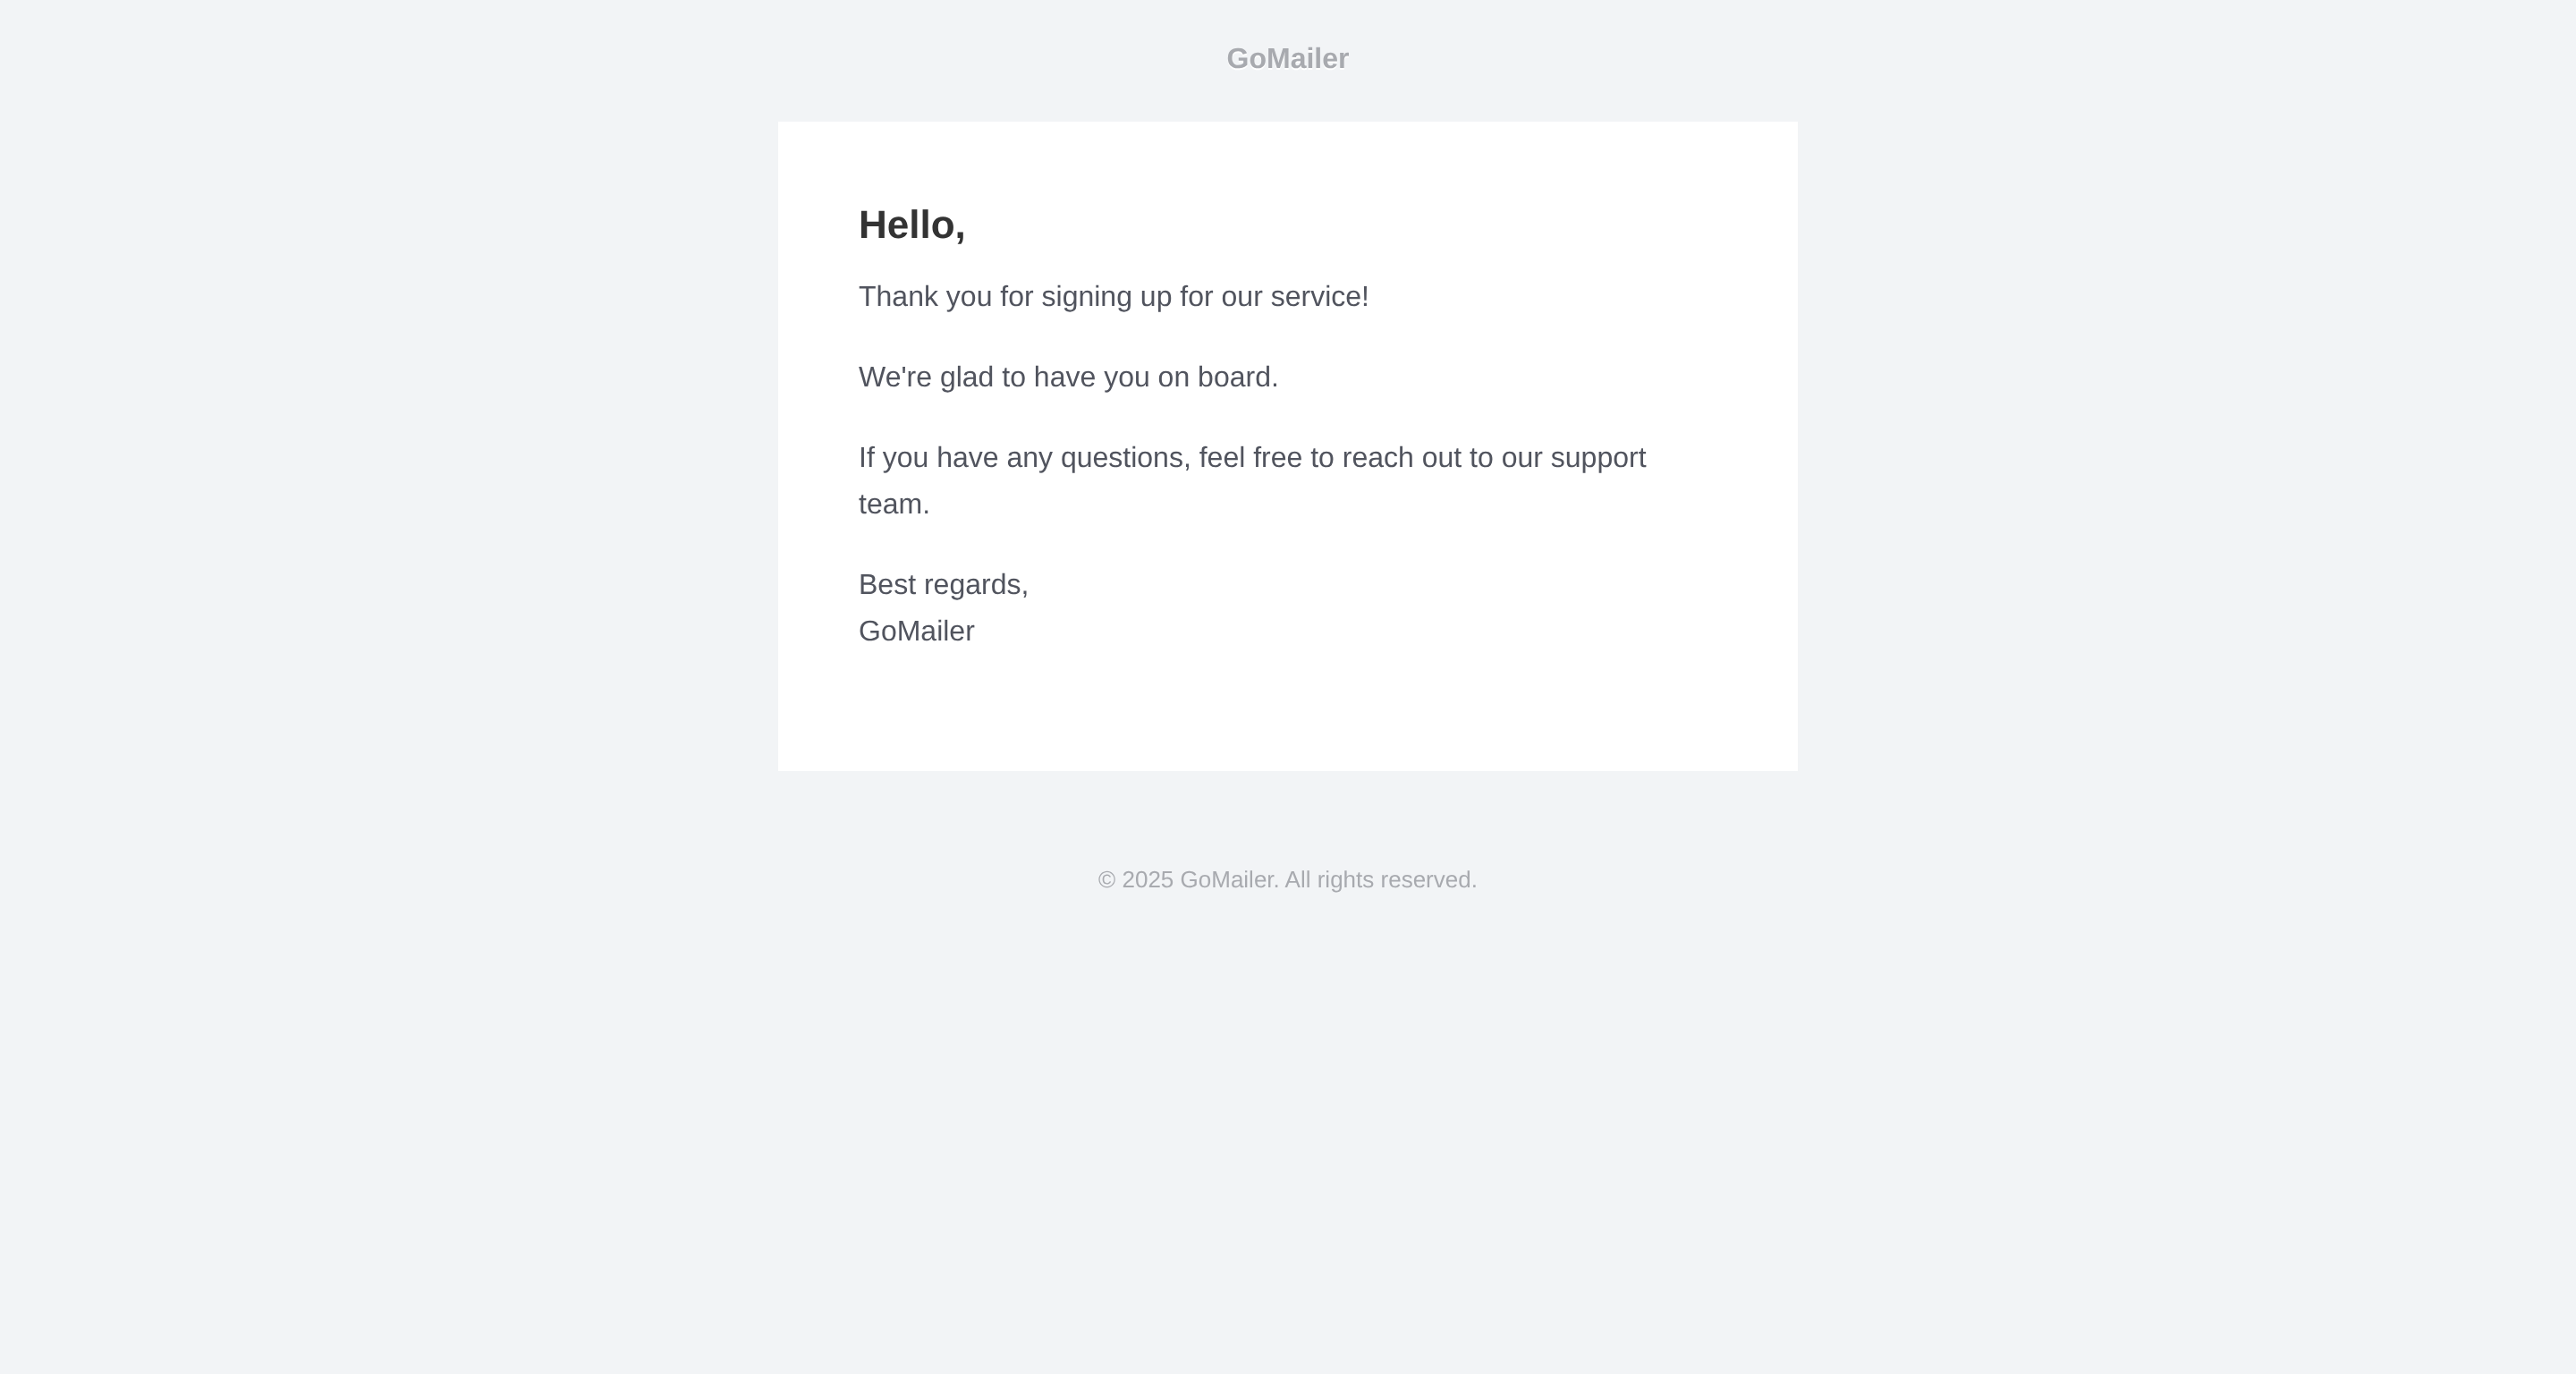 GoMailer
Hello,
Thank you for signing up for our service!
We're glad to have you on board.
If you have any questions, feel free to reach out to our support
team.
Best regards,
GoMailer
© 2025 GoMailer. All rights reserved.